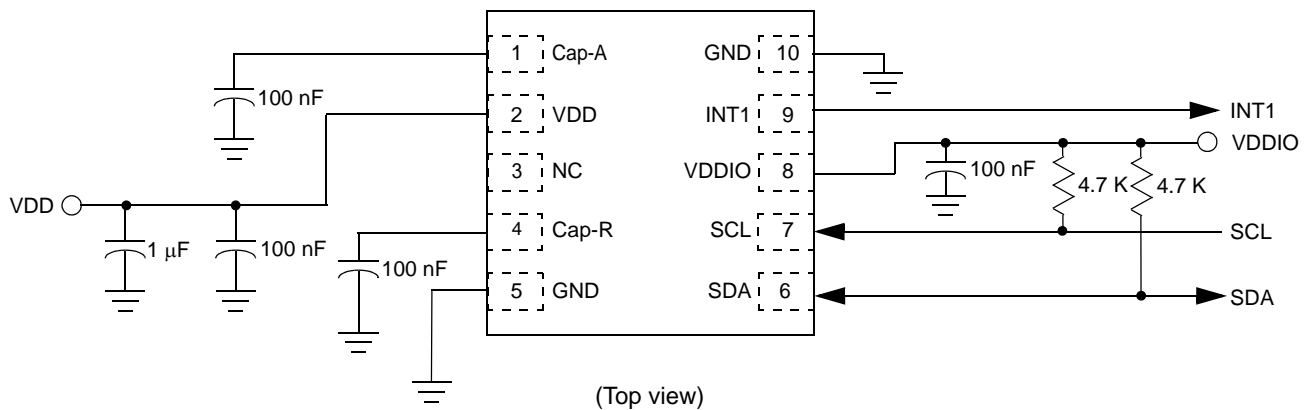 1 Cap-A
GND 10
100 nF
2 VDD
INT1 9
INT1
VDDIO
3 NC
VDDIO 8
100 nF
4.7 K
4.7 K
VDD
4 Cap-R
SCL 7
SCL
1 μF
100 nF
100 nF
5 GND
SDA 6
SDA
(Top view)